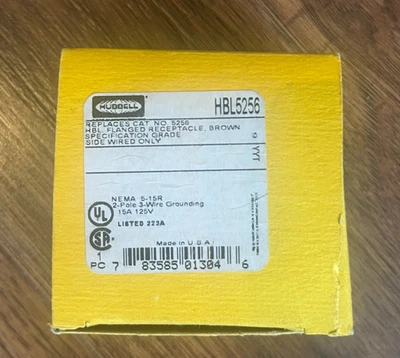 HUBBELL
HBL5256
REPLACES CAT. NO. 5256
HBL, FLANGED RECEPTACLE, BROWN
SPECIFICATION GRADE
SIDE WIRED ONLY
NEMA 5-15R
2-Pole 3-Wire Grounding
15A 125V
UL
LISTED 223A
Made in U.S.A.
1
PC
7 83585 01304 6